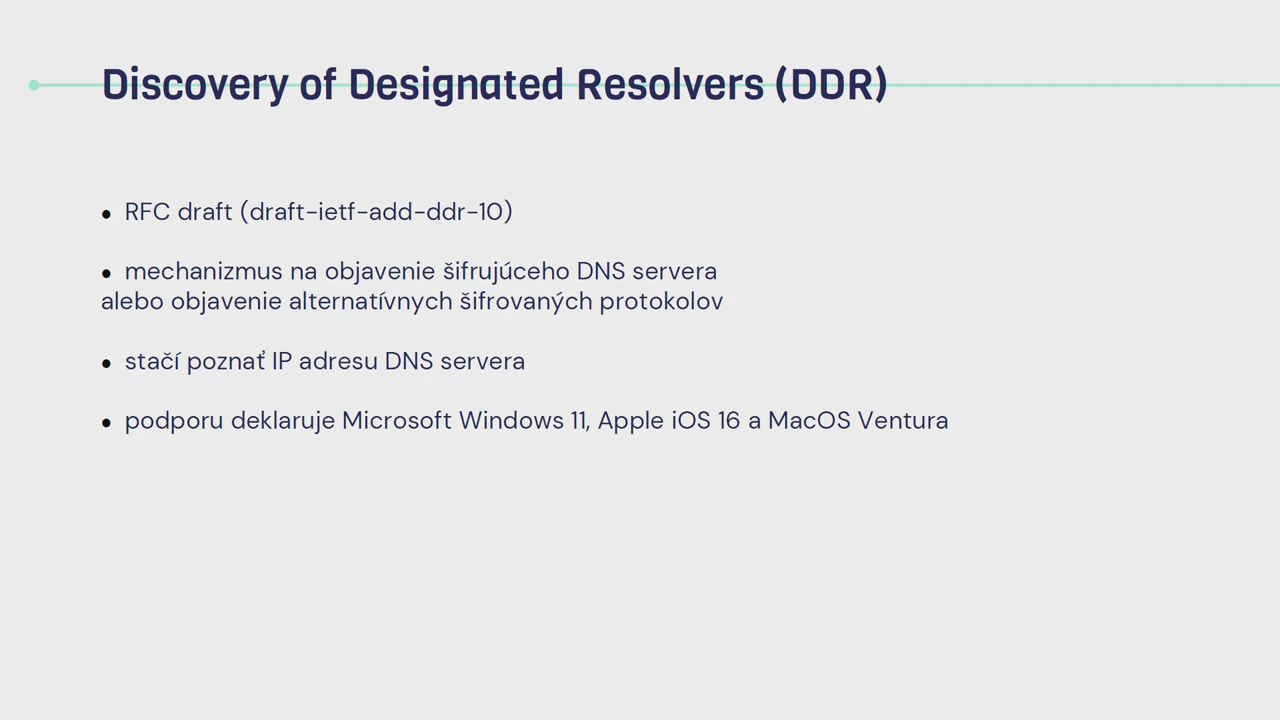 Discovery of Designated Resolvers (DDR)
● RFC draft (draft-ietf-add-ddr-10)
● mechanizmus na objavenie šifrujúceho DNS servera
alebo objavenie alternatívnych šifrovaných protokolov
● stačí poznať IP adresu DNS servera
● podporu deklaruje Microsoft Windows 11, Apple iOS 16 a MacOS Ventura